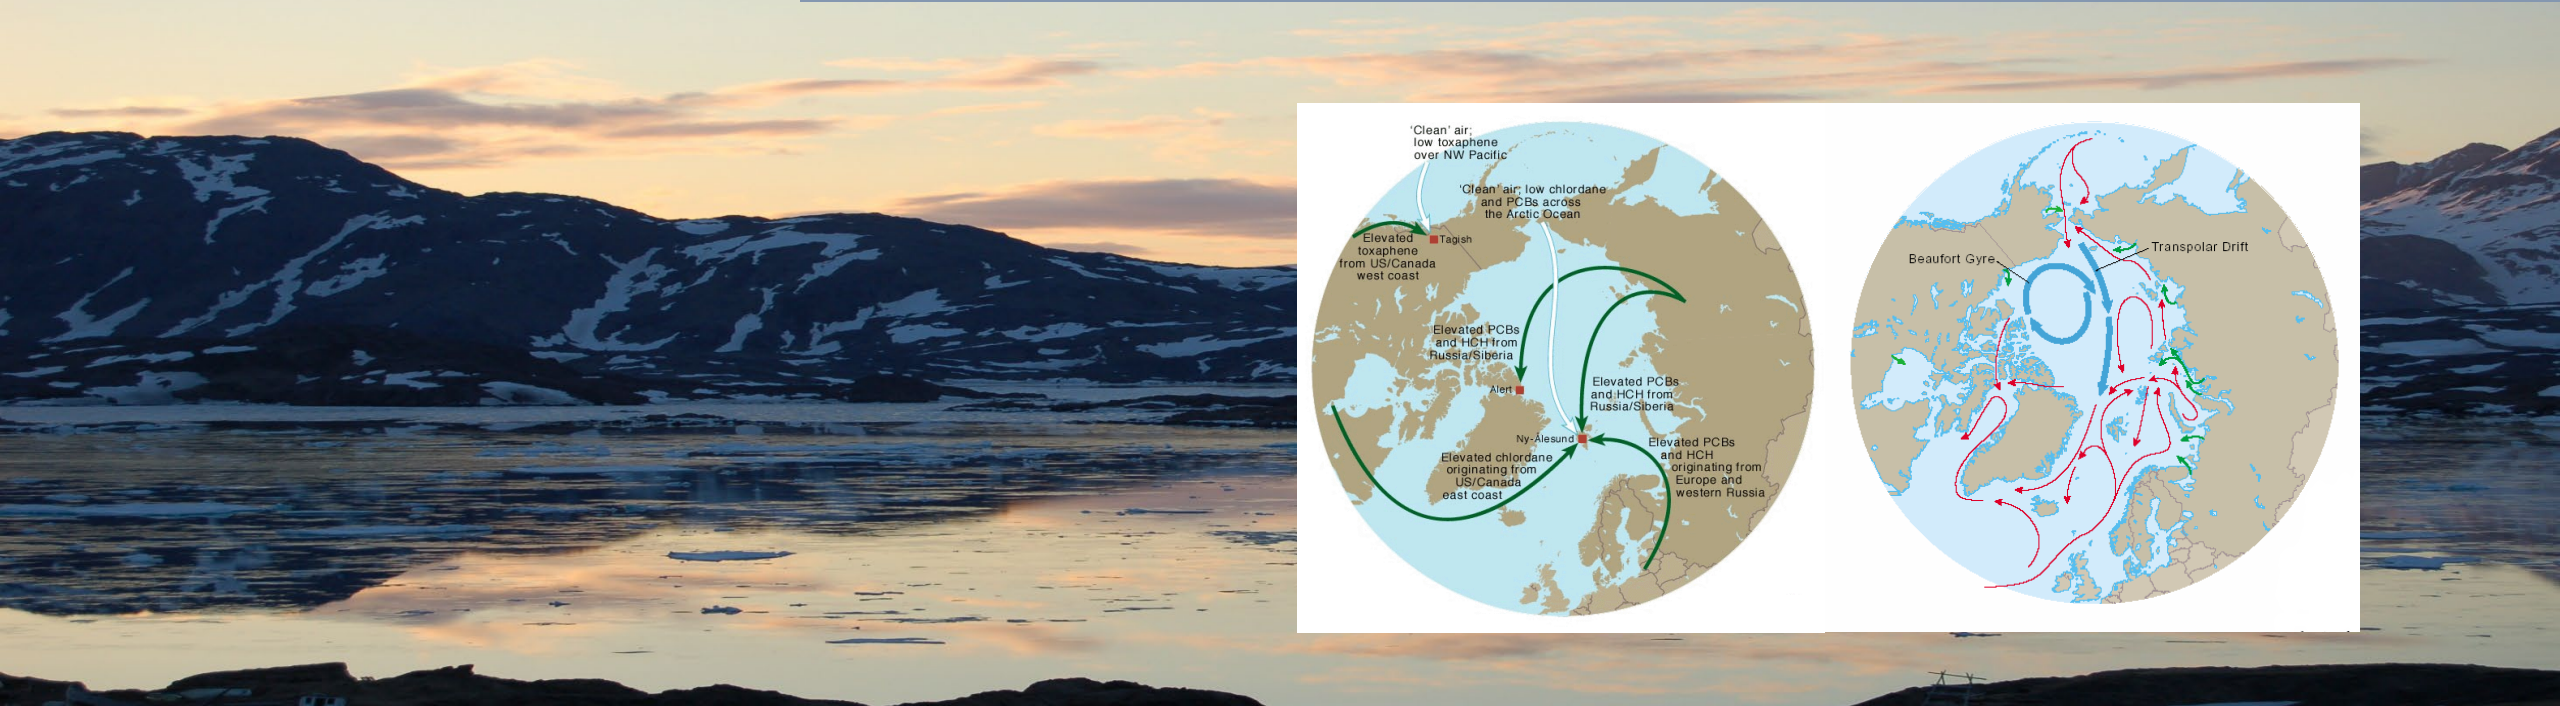 'Clean' air;
low toxaphene
over NW Pacific
'Clean' air; low chlordane
and PCBs across
the Arctic Ocean
Elevated
toxaphene
from US/Canada
west coast
Tagish
Elevated PCBs
and HCH from
Russia/Siberia
Alert
Elevated PCBs
and HCH from
Russia/Siberia
Ny-Ålesund
Elevated chlordane
originating from
US/Canada
east coast
Elevated PCBs
and HCH
originating from
Europe and
western Russia
Beaufort Gyre
Transpolar Drift